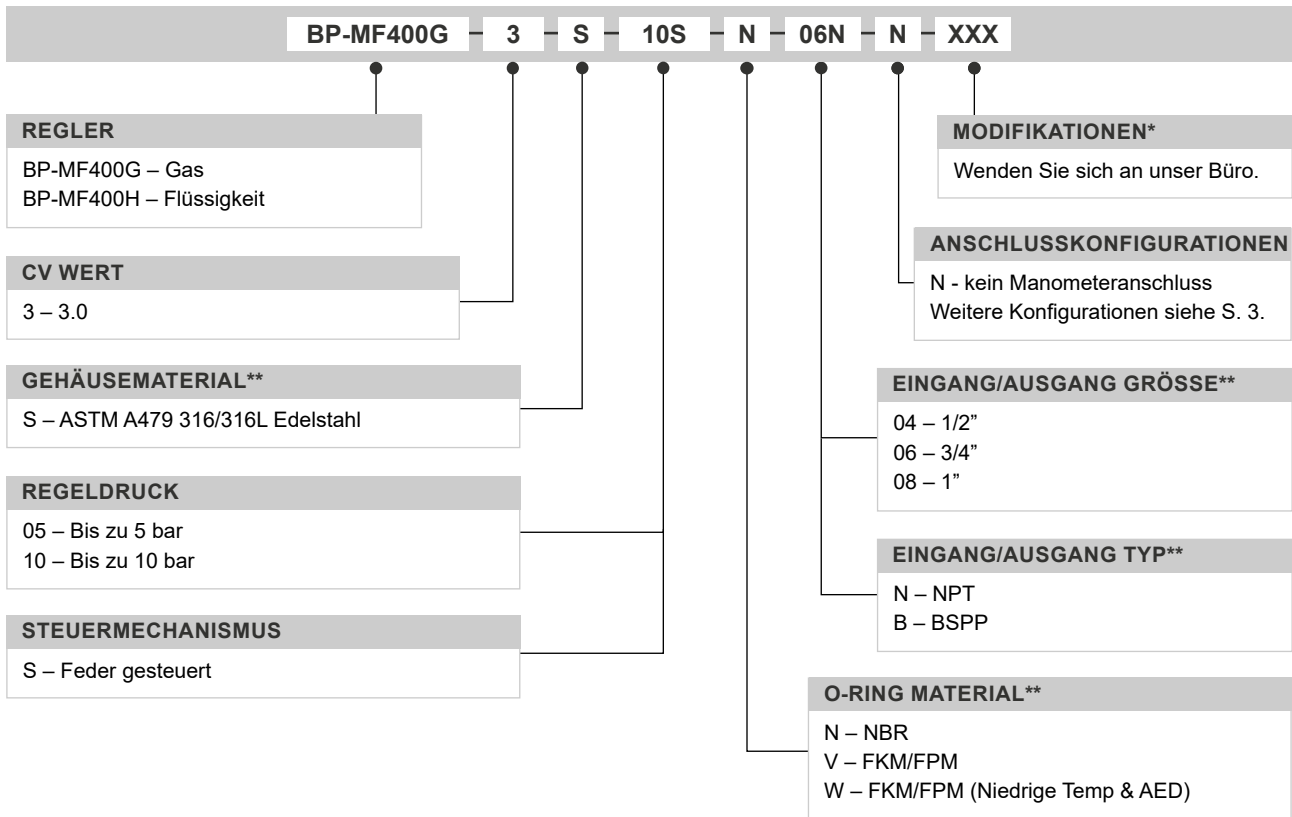 BP-MF400G 3 S 10S N 06N N XXX
REGLER
BP-MF400G – Gas
BP-MF400H – Flüssigkeit
CV WERT
3 – 3.0
GEHÄUSEMATERIAL**
S – ASTM A479 316/316L Edelstahl
REGELDRUCK
05 – Bis zu 5 bar
10 – Bis zu 10 bar
STEUERMECHANISMUS
S – Feder gesteuert
MODIFIKATIONEN*
Wenden Sie sich an unser Büro.
ANSCHLUSSKONFIGURATIONEN
N - kein Manometeranschluss
Weitere Konfigurationen siehe S. 3.
EINGANG/AUSGANG GRÖSSE**
04 – 1/2”
06 – 3/4”
08 – 1”
EINGANG/AUSGANG TYP**
N – NPT
B – BSPP
O-RING MATERIAL**
N – NBR
V – FKM/FPM
W – FKM/FPM (Niedrige Temp & AED)